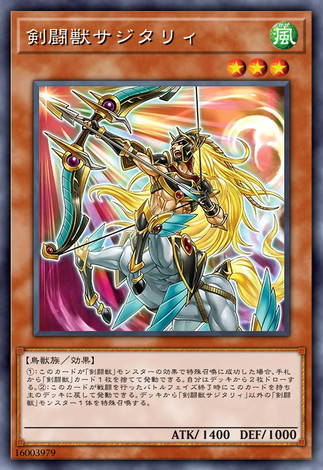 剣闘獣サジタリィ
風
【鳥獣族／効果】
①：このカードが「剣闘獣」モンスターの効果で特殊召喚に成功した場合、手札
から「剣闘獣」カード１枚を捨てて発動できる。自分はデッキから２枚ドローす
る。②：このカードが戦闘を行ったバトルフェイズ終了時にこのカードを持ち
主のデッキに戻して発動できる。デッキから「剣闘獣サジタリィ」以外の「剣闘
獣」モンスター１体を特殊召喚する。
ATK/1400 DEF/1000
16003979